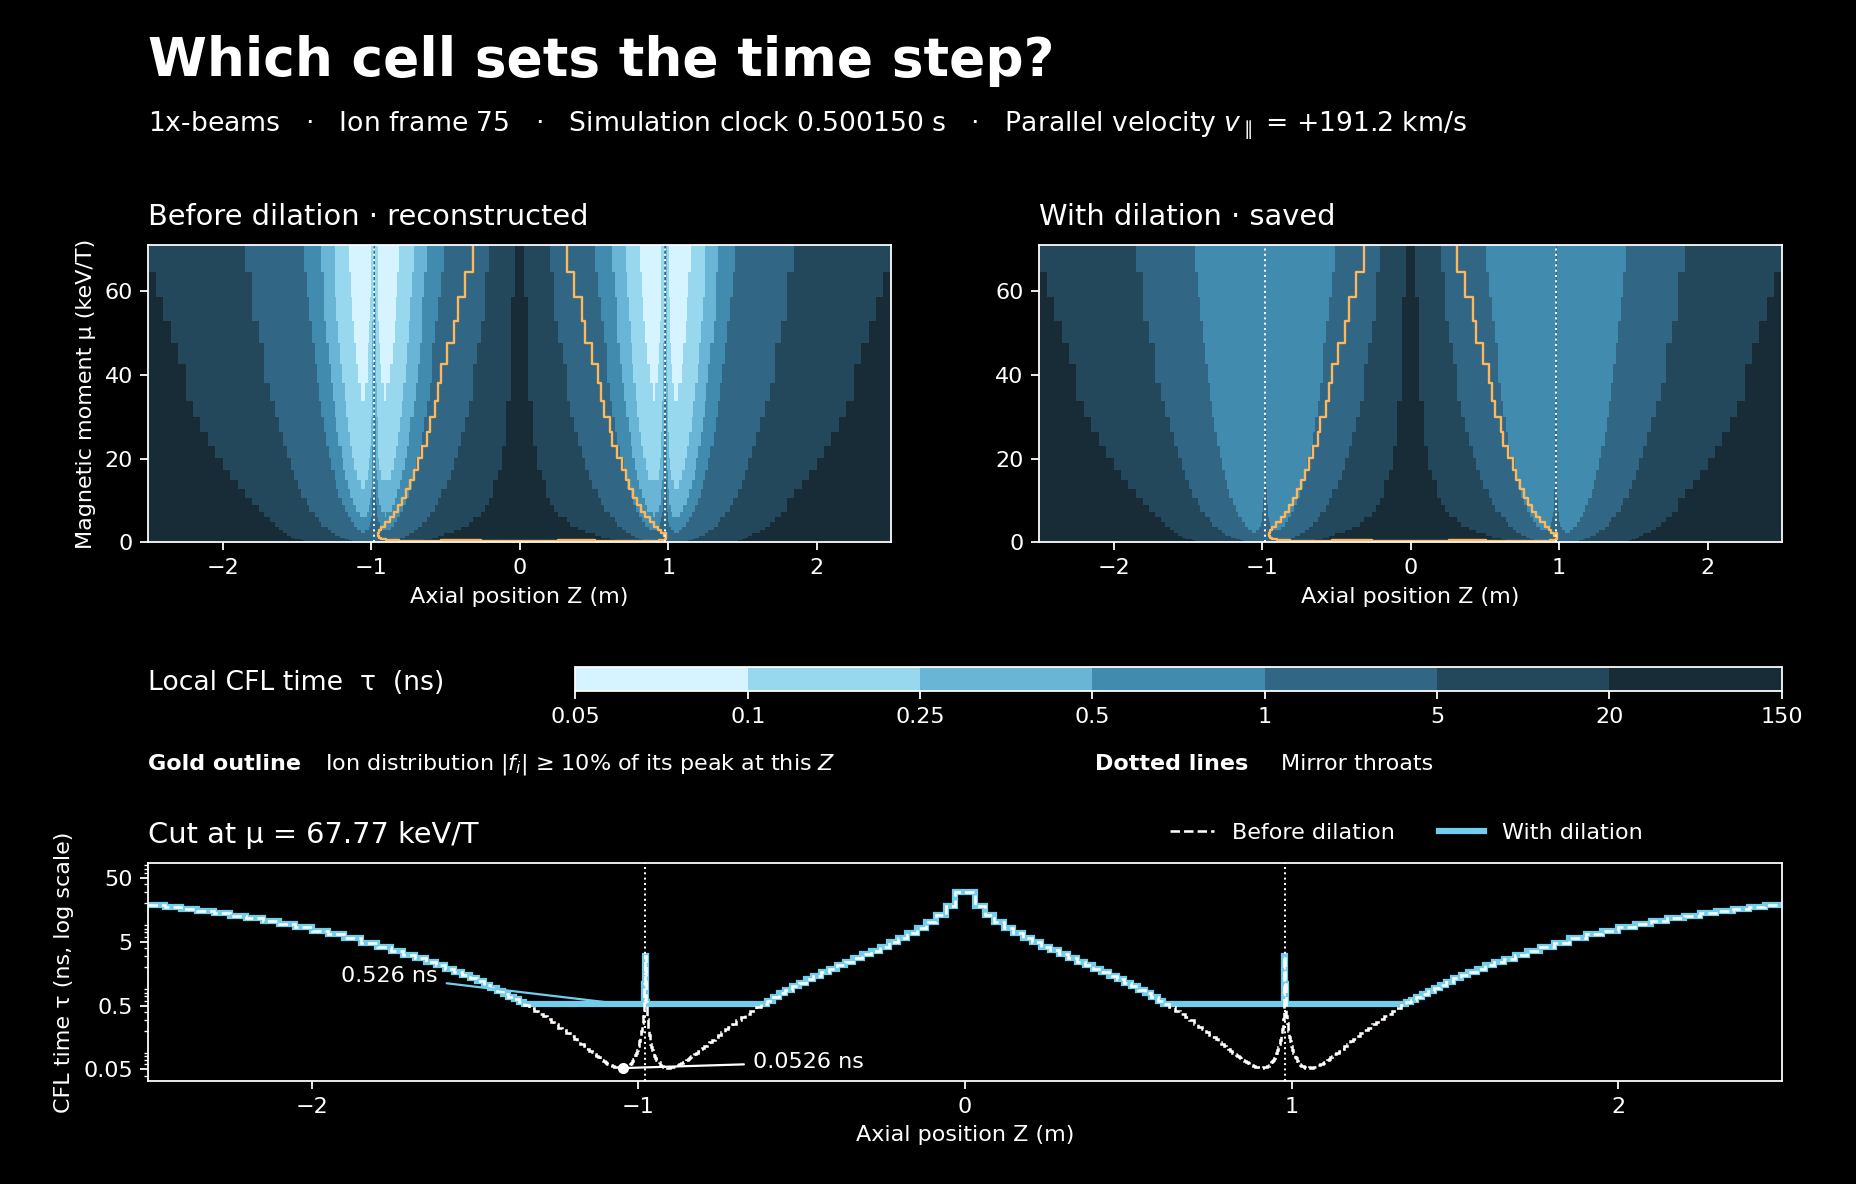 Which cell sets the time step?
1x-beams · Ion frame 75 · Simulation clock 0.500150 s · Parallel velocity v∥ = +191.2 km/s
Before dilation · reconstructed
Magnetic moment μ (keV/T)
60
40
20
0
−2
−1
0
1
2
Axial position Z (m)
With dilation · saved
60
40
20
0
−2
−1
0
1
2
Axial position Z (m)
Local CFL time τ (ns)
0.05
0.1
0.25
0.5
1
5
20
150
Gold outline Ion distribution |fi| ≥ 10% of its peak at this Z
Dotted lines Mirror throats
Cut at μ = 67.77 keV/T
Before dilation
With dilation
CFL time τ (ns, log scale)
50
5
0.5
0.05
0.526 ns
0.0526 ns
−2
−1
0
1
2
Axial position Z (m)